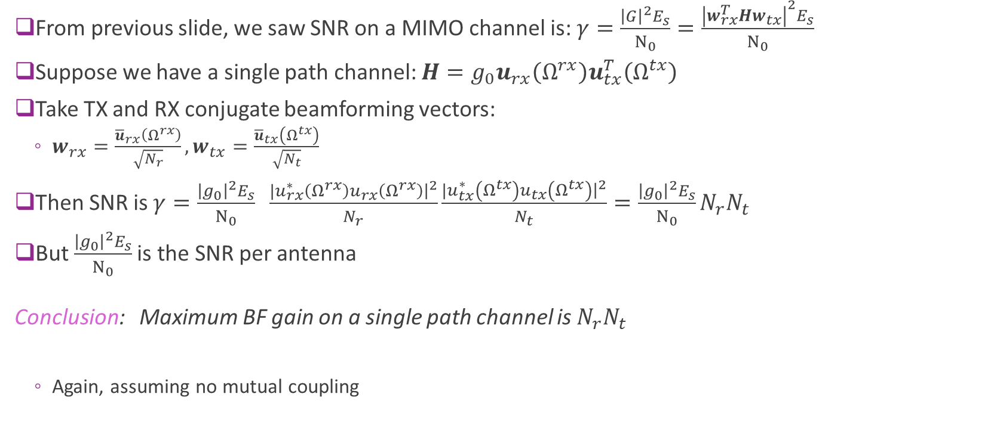 ❑From previous slide, we saw SNR on a MIMO channel is: $\gamma = \frac{|G|^2 E_s}{\mathrm{N}_0} = \frac{|\boldsymbol{w}_{rx}^T \boldsymbol{H} \boldsymbol{w}_{tx}|^2 E_s}{\mathrm{N}_0}$
❑Suppose we have a single path channel: $\boldsymbol{H} = g_0 \boldsymbol{u}_{rx}(\Omega^{rx}) \boldsymbol{u}_{tx}^T(\Omega^{tx})$
❑Take TX and RX conjugate beamforming vectors:
◦ $\boldsymbol{w}_{rx} = \frac{\overline{\boldsymbol{u}}_{rx}(\Omega^{rx})}{\sqrt{N_r}}, \boldsymbol{w}_{tx} = \frac{\overline{\boldsymbol{u}}_{tx}(\Omega^{tx})}{\sqrt{N_t}}$
❑Then SNR is $\gamma = \frac{|g_0|^2 E_s}{\mathrm{N}_0} \frac{|u_{rx}^*(\Omega^{rx}) u_{rx}(\Omega^{rx})|^2}{N_r} \frac{|u_{tx}^*(\Omega^{tx}) u_{tx}(\Omega^{tx})|^2}{N_t} = \frac{|g_0|^2 E_s}{\mathrm{N}_0} N_r N_t$
❑But $\frac{|g_0|^2 E_s}{\mathrm{N}_0}$ is the SNR per antenna
Conclusion: Maximum BF gain on a single path channel is $N_r N_t$
◦ Again, assuming no mutual coupling